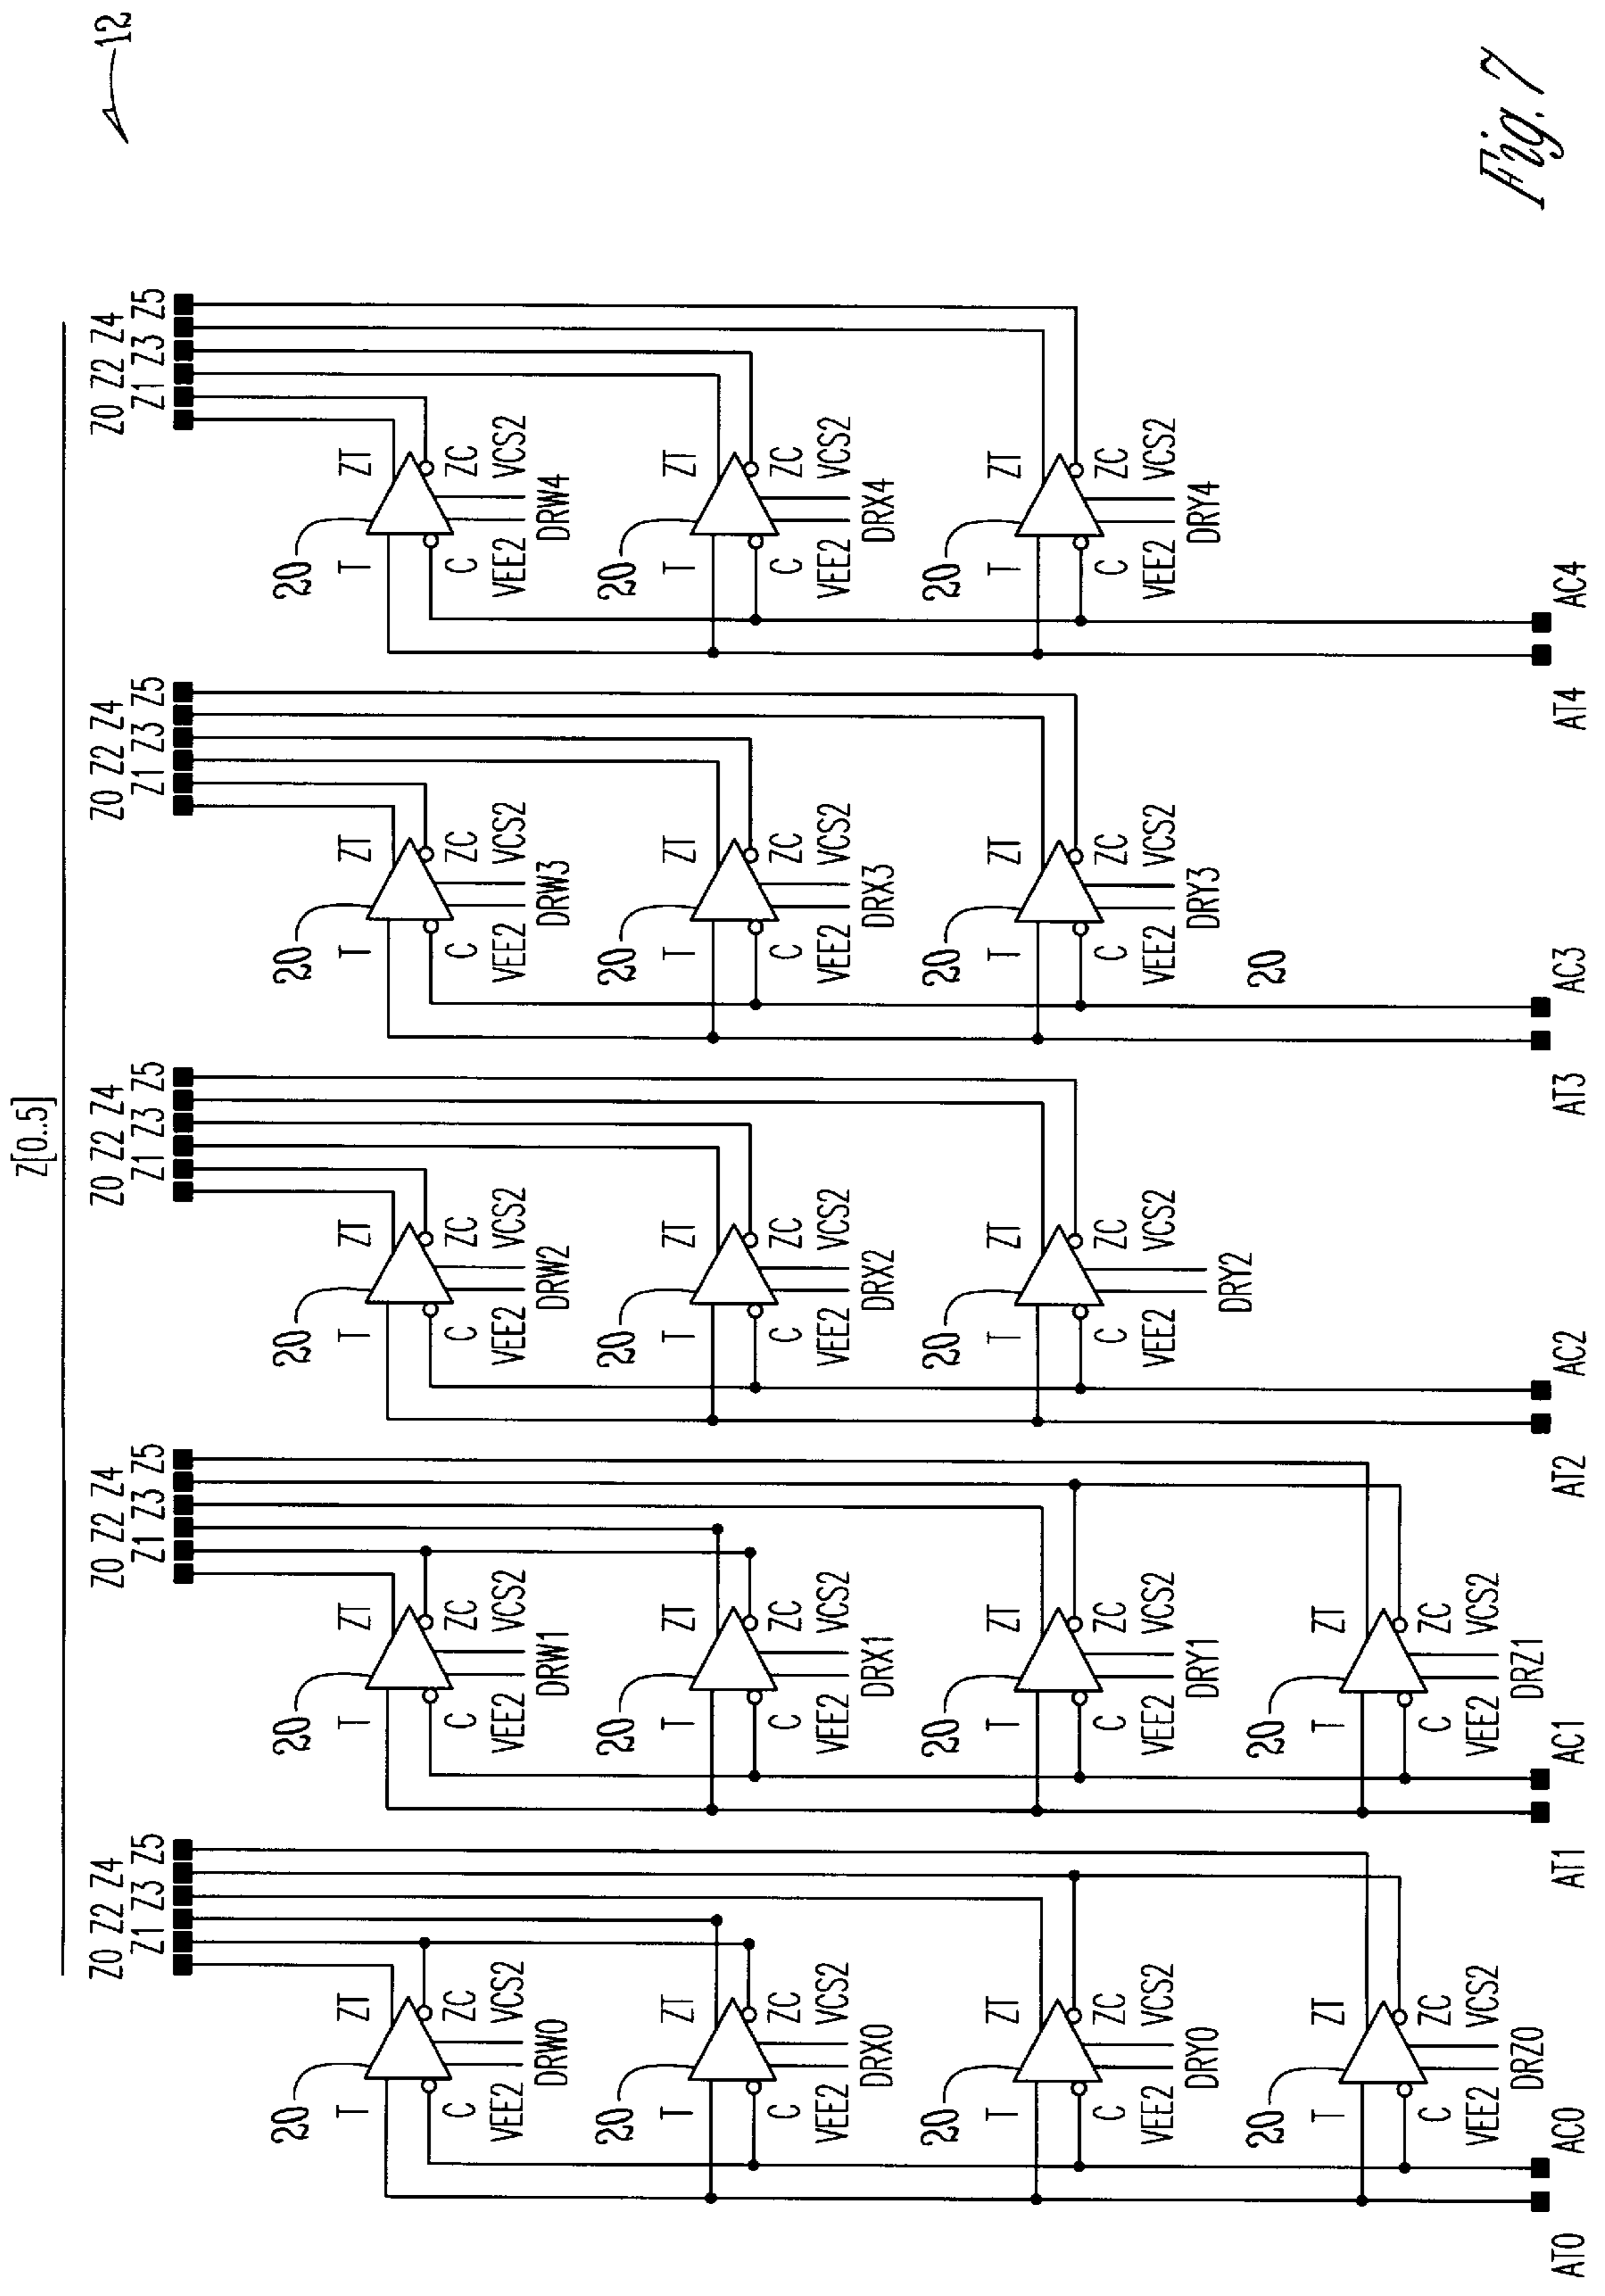 Z[0..5]
12
Z0 Z2 Z4 Z0 Z2 Z4 Z0 Z2 Z4 Z0 Z2 Z4 Z0 Z2 Z4
Z1 Z3 Z5 Z1 Z3 Z5 Z1 Z3 Z5 Z1 Z3 Z5 Z1 Z3 Z5
20 20 20 20 20
T ZT T ZT T ZT T ZT T ZT
C ZC C ZC C ZC C ZC C ZC
VEE2 VCS2 VEE2 VCS2 VEE2 VCS2 VEE2 VCS2 VEE2 VCS2
DRW0 DRW1 DRW2 DRW3 DRW4
20 20 20 20 20
T ZT T ZT T ZT T ZT T ZT
C ZC C ZC C ZC C ZC C ZC
VEE2 VCS2 VEE2 VCS2 VEE2 VCS2 VEE2 VCS2 VEE2 VCS2
DRX0 DRX1 DRX2 DRX3 DRX4
20 20 20 20 20
T ZT T ZT T ZT T ZT T ZT
C ZC C ZC C ZC C ZC C ZC
VEE2 VCS2 VEE2 VCS2 VEE2 VCS2 VEE2 VCS2 VEE2 VCS2
DRY0 DRY1 DRY2 DRY3 DRY4
20 20 20
T ZT T ZT
C ZC C ZC
VEE2 VCS2 VEE2 VCS2
DRZ0 DRZ1
AT0 AC0 AT1 AC1 AT2 AC2 AT3 AC3 AT4 AC4
Fig. 7